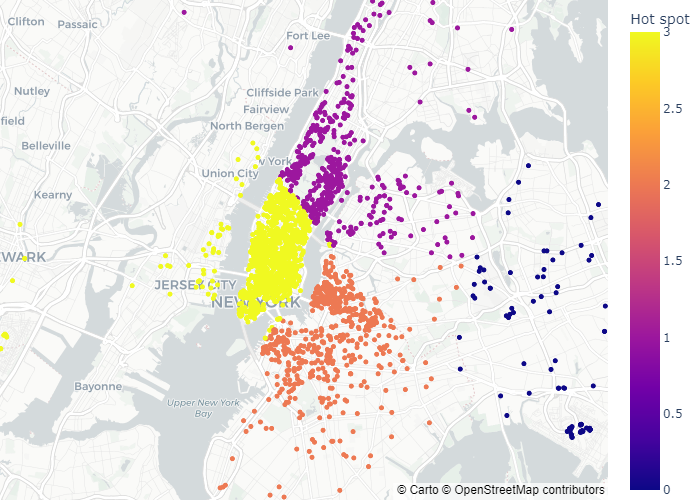 Hot spot
3
2.5
2
1.5
1
0.5
0
Clifton
Passaic
Fort Lee
Nutley
Cliffside Park
Fairview
North Bergen
field
Belleville
w York
Union City
Kearny
WARK
JERSEY CITY
NEW YORK
Bayonne
Upper New York
Bay
© Carto © OpenStreetMap contributors